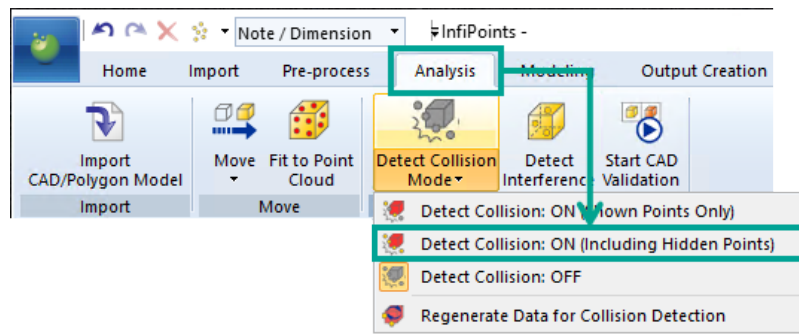 Note / Dimension
InfiPoints -
Home Import Pre-process Analysis Modeling Output Creation
Import
CAD/Polygon Model
Move
Fit to Point
Cloud
Detect Collision
Mode
Detect
Interference
Start CAD
Validation
Import
Move
Detect Collision: ON (Shown Points Only)
Detect Collision: ON (Including Hidden Points)
Detect Collision: OFF
Regenerate Data for Collision Detection